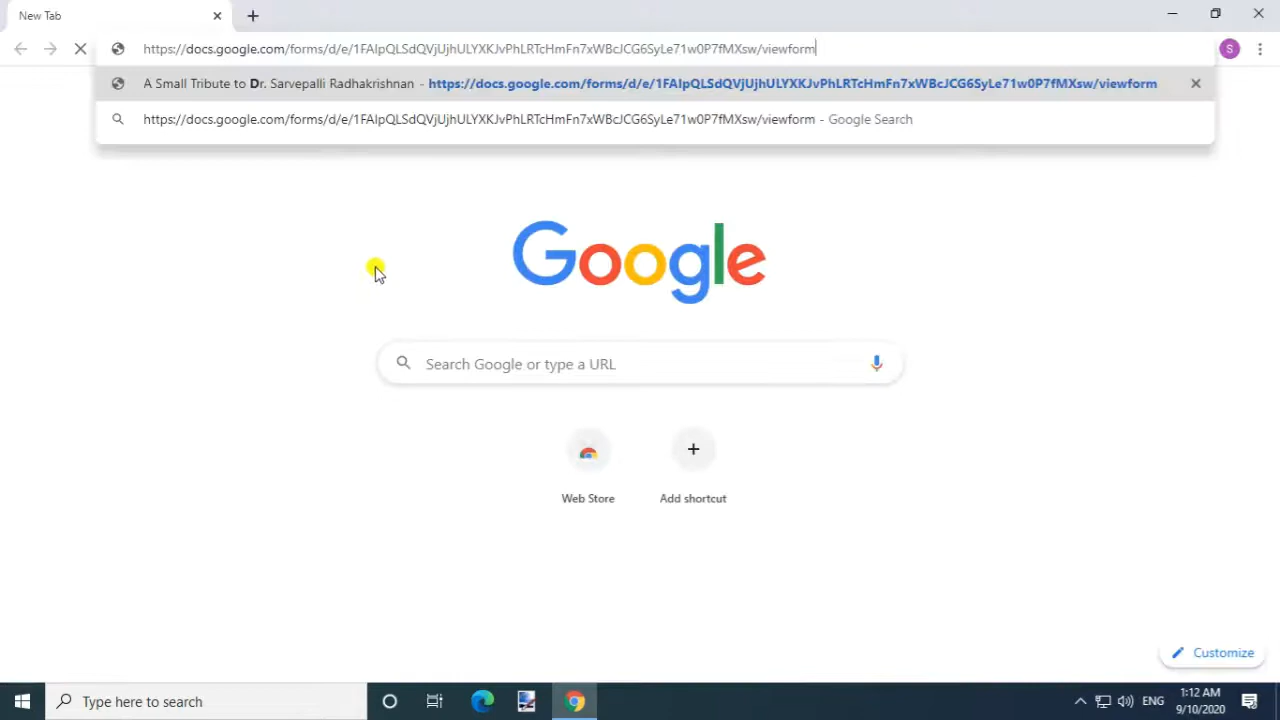 New Tab
https://docs.google.com/forms/d/e/1FAIpQLSdQVjUjhULYXKJvPhLRTcHmFn7xWBcJCG6SyLe71w0P7fMXsw/viewform
S
A Small Tribute to Dr. Sarvepalli Radhakrishnan - https://docs.google.com/forms/d/e/1FAIpQLSdQVjUjhULYXKJvPhLRTcHmFn7xWBcJCG6SyLe71w0P7fMXsw/viewform
https://docs.google.com/forms/d/e/1FAIpQLSdQVjUjhULYXKJvPhLRTcHmFn7xWBcJCG6SyLe71w0P7fMXsw/viewform - Google Search
Google
Search Google or type a URL
Web Store
Add shortcut
Customize
Type here to search
ENG
1:12 AM
9/10/2020